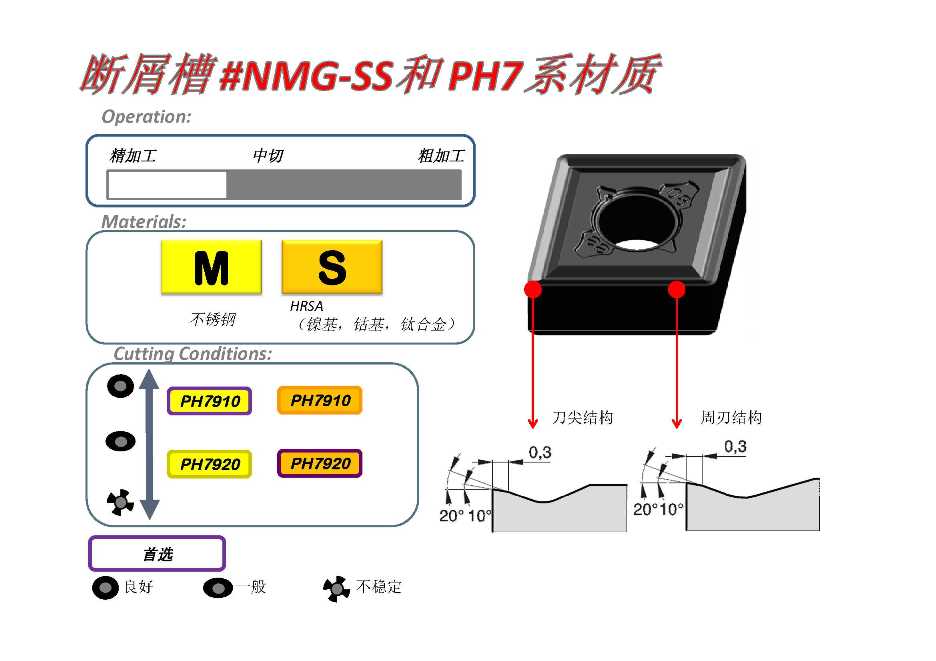 断屑槽 #NMG-SS和 PH7系材质
Operation:
精加工 中切 粗加工
Materials:
M S
不锈钢
HRSA
（镍基，钴基，钛合金）
Cutting Conditions:
PH7910 PH7910
PH7920 PH7920
刀尖结构 周刃结构
0,3 0,3
20° 10° 20° 10°
首选
良好 一般 不稳定